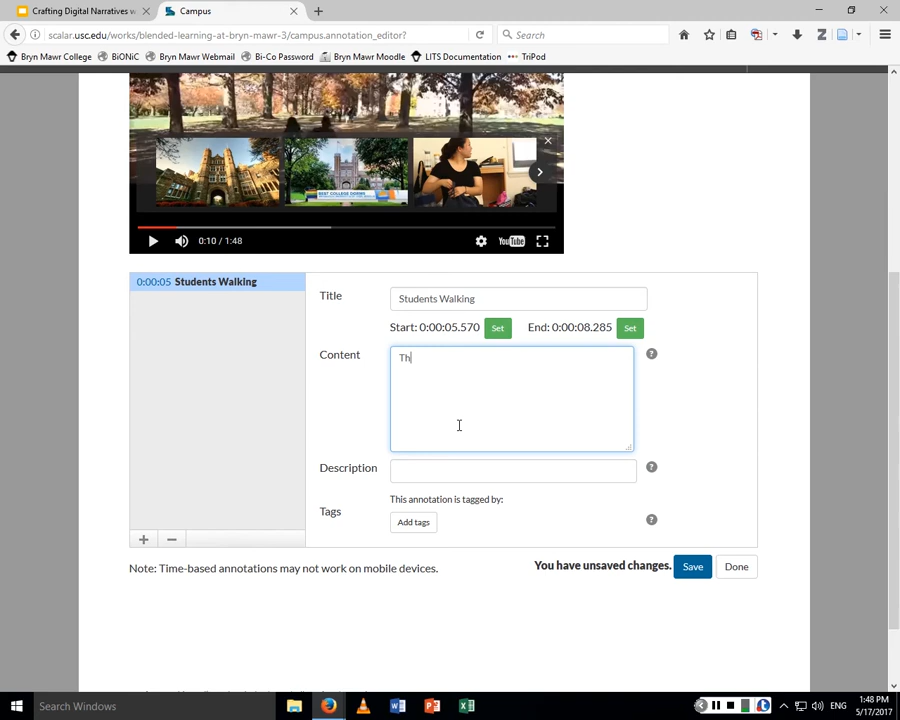 Crafting Digital Narratives w
Campus
scalar.usc.edu/works/blended-learning-at-bryn-mawr-3/campus.annotation_editor?
Search
Bryn Mawr College
BiONiC
Bryn Mawr Webmail
Bi-Co Password
Bryn Mawr Moodle
LITS Documentation
TriPod
0:10 / 1:48
YouTube
0:00:05 Students Walking
Title
Students Walking
Start: 0:00:05.570
Set
End: 0:00:08.285
Set
Content
Th
Description
Tags
This annotation is tagged by:
Add tags
Note: Time-based annotations may not work on mobile devices.
You have unsaved changes.
Save
Done
Search Windows
ENG
1:48 PM
5/17/2017